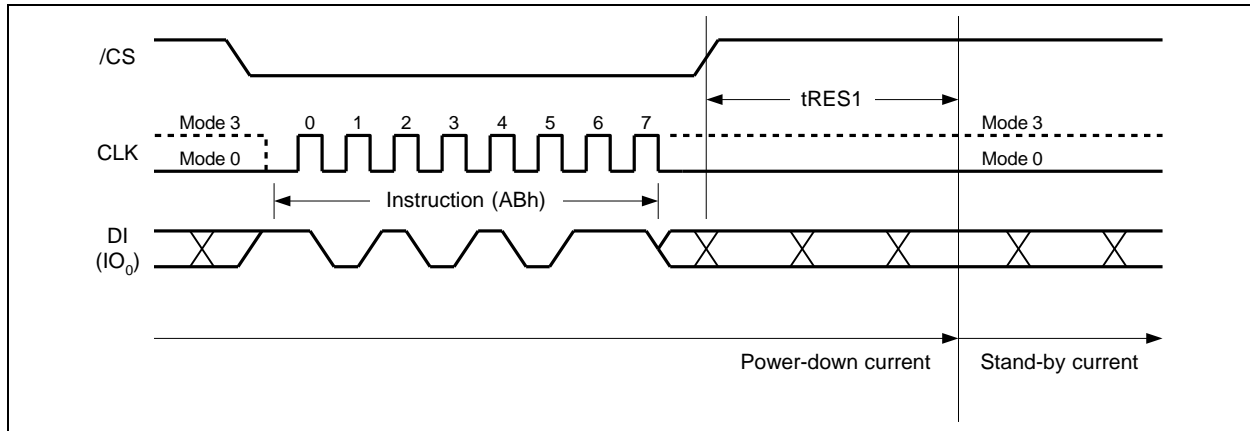 /CS
tRES1
Mode 3 0 1 2 3 4 5 6 7 Mode 3
CLK
Mode 0 Mode 0
Instruction (ABh)
DI
(IO0)
Power-down current Stand-by current